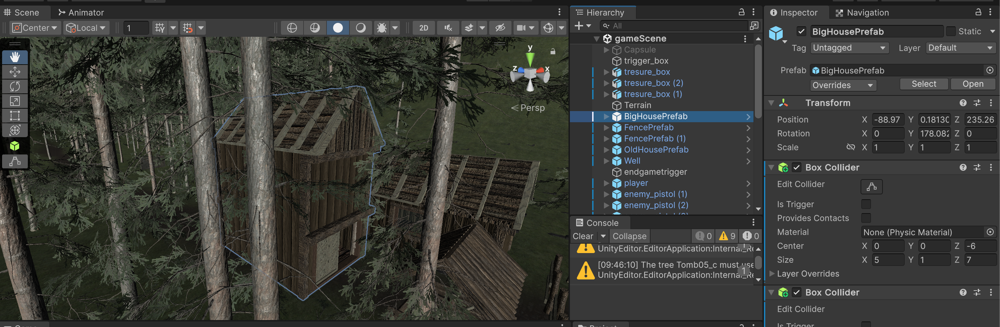 Scene
Animator
Center
Local
1
2D
y
z
x
Persp
Hierarchy
All
gameScene
Capsule
trigger_box
tresure_box
tresure_box (2)
tresure_box (1)
Terrain
BigHousePrefab
FencePrefab
FencePrefab (1)
OldHousePrefab
Well
endgametrigger
player
enemy_pistol (1)
enemy_pistol (2)
Console
Clear
Collapse
0
9
0
UnityEditor.EditorApplication:Internal_Re
[09:46:10] The tree Tomb05_c must use
UnityEditor.EditorApplication:Internal_Re
1
Inspector
Navigation
BigHousePrefab
Static
Tag Untagged
Layer Default
Prefab BigHousePrefab
Overrides
Select
Open
Transform
Position X -88.97 Y 0.18130 Z 235.26
Rotation X 0 Y 178.082 Z 0
Scale X 1 Y 1 Z 1
Box Collider
Edit Collider
Is Trigger
Provides Contacts
Material None (Physic Material)
Center X 0 Y 0 Z -6
Size X 5 Y 1 Z 7
Layer Overrides
Box Collider
Edit Collider
Is Trigger